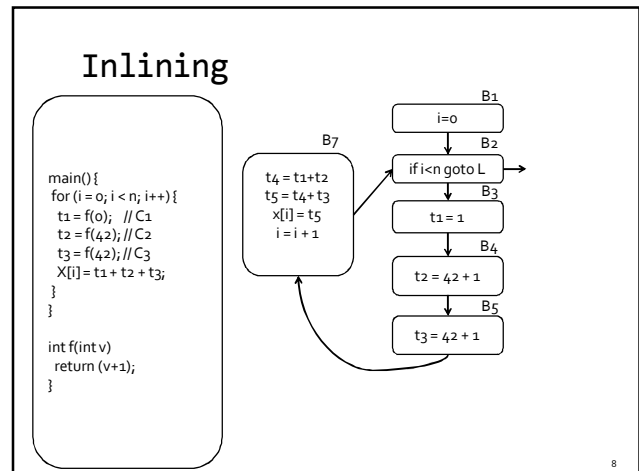 Inlining
main() {
for (i = 0; i < n; i++) {
t1 = f(0); // C1
t2 = f(42); // C2
t3 = f(42); // C3
X[i] = t1 + t2 + t3;
}
}
int f(int v)
return (v+1);
}
B7
t4 = t1+t2
t5 = t4+ t3
x[i] = t5
i = i + 1
B1
i=0
B2
if i<n goto L
B3
t1 = 1
B4
t2 = 42 + 1
B5
t3 = 42 + 1
8